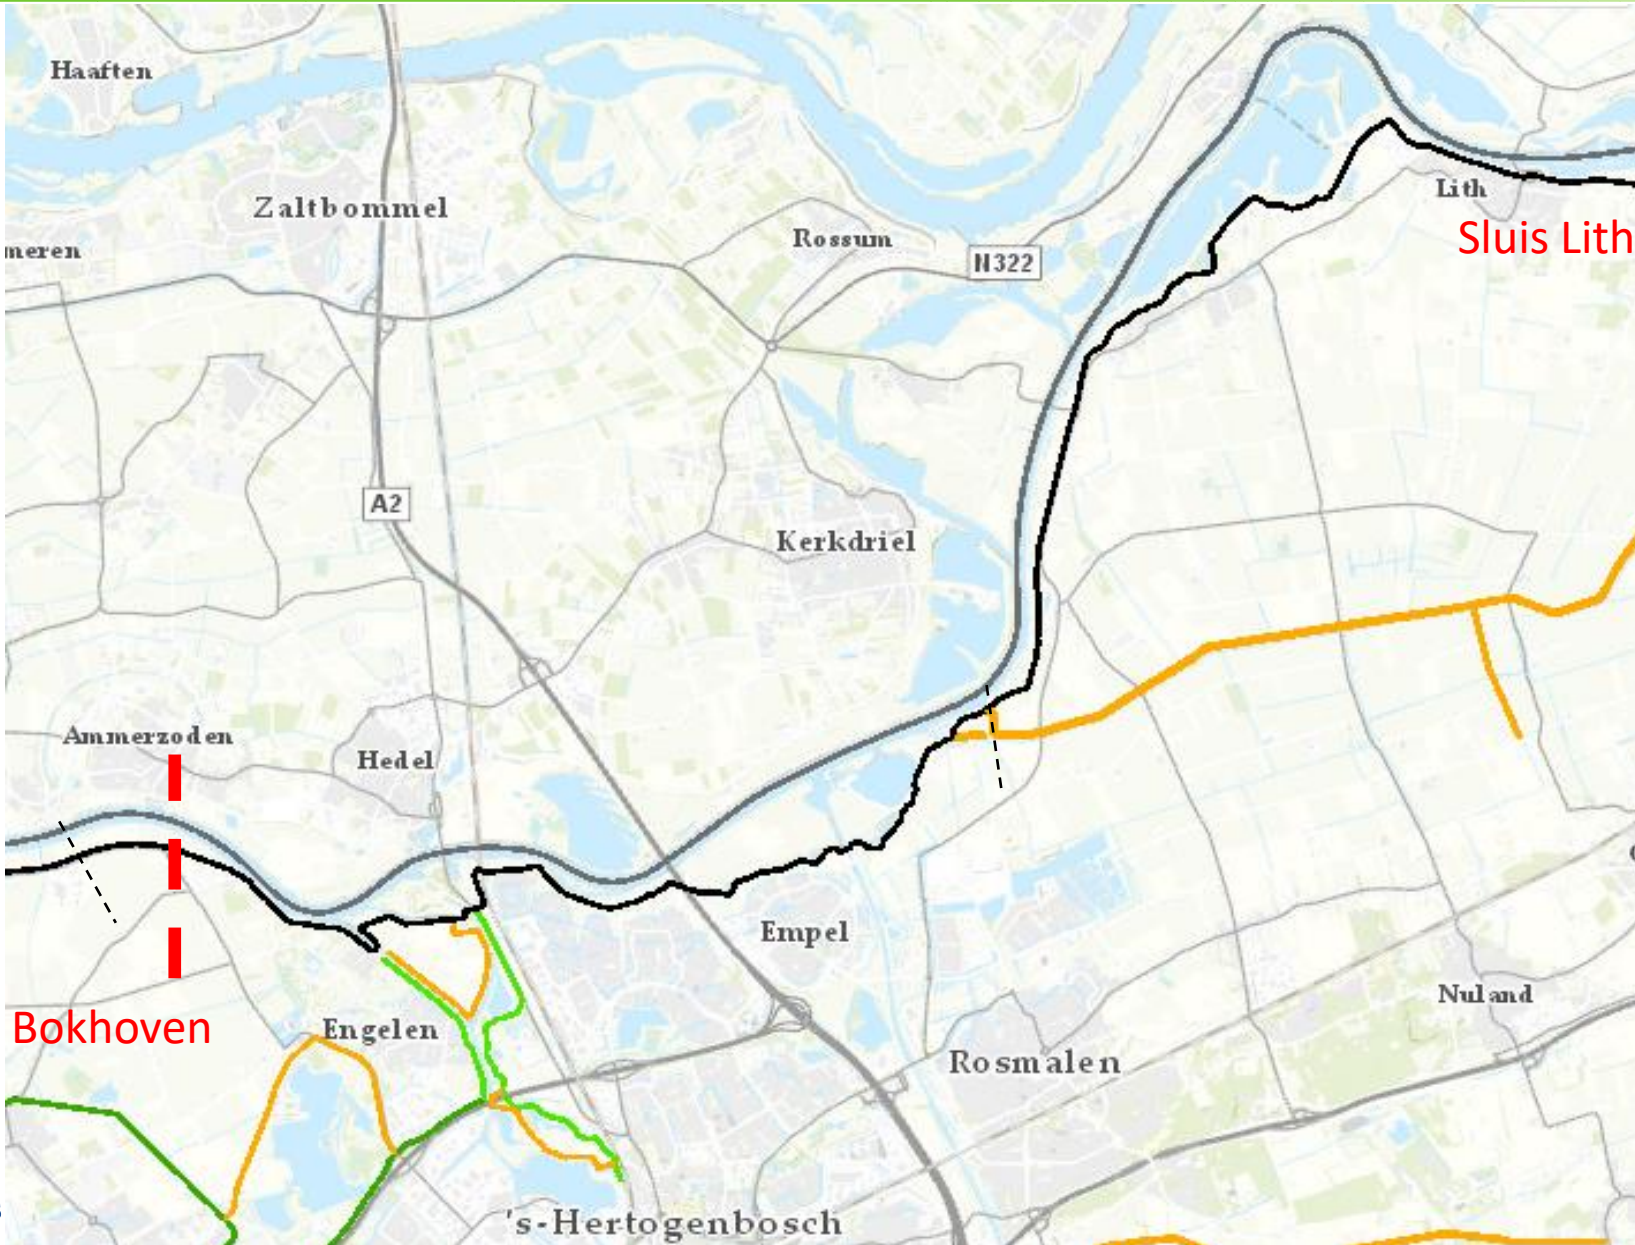 Haaften
Zaltbommel
Lith
meren
Rossum
Sluis Lith
N322
A2
Kerkdriel
Ammerzoden
Hedel
Empel
Nuland
Bokhoven
Engelen
Rosmalen
's-Hertogenbosch